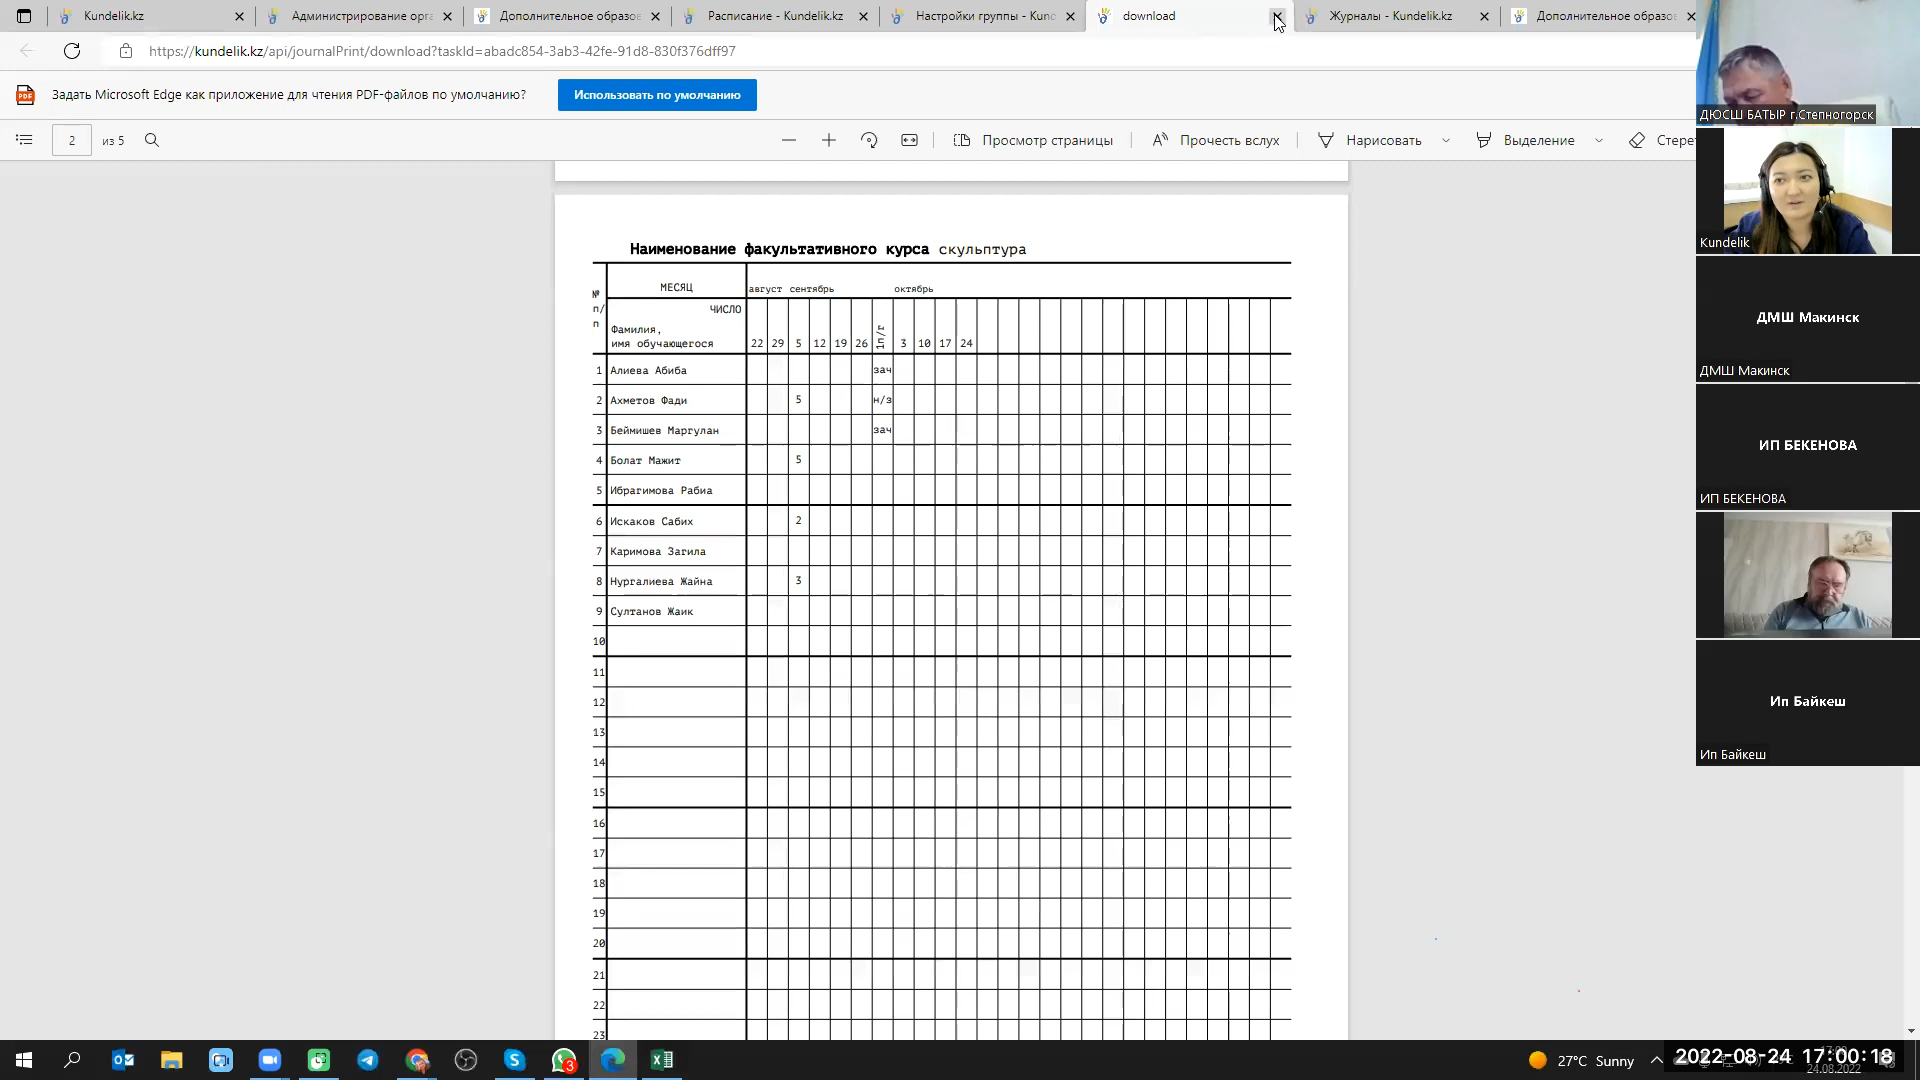 Kundelik.kz
Администрирование орга
Дополнительное образов
Расписание - Kundelik.kz
Настройки группы - Kund
download
Журналы - Kundelik.kz
Дополнительное образо
https://kundelik.kz/api/journalPrint/download?taskId=abadc854-3ab3-42fe-91d8-830f376dff97
PDF
Задать Microsoft Edge как приложение для чтения PDF-файлов по умолчанию?
Использовать по умолчанию
2
из 5
Просмотр страницы
Прочесть вслух
Нарисовать
Выделение
Стере
Наименование факультативного курса скульптура
№ п/п
МЕСЯЦ
август сентябрь октябрь
ЧИСЛО
Фамилия,
имя обучающегося
22 29 5 12 19 26 1п/г 3 10 17 24
1 Алиева Абиба зач
2 Ахметов Фади 5 н/з
3 Беймишев Маргулан зач
4 Болат Мажит 5
5 Ибрагимова Рабиа
6 Искаков Сабих 2
7 Каримова Загила
8 Нургалиева Жайна 3
9 Султанов Жаик
10
11
12
13
14
15
16
17
18
19
20
21
22
23
ДЮСШ БАТЫР г.Степногорск
Kundelik
ДМШ Макинск
ДМШ Макинск
ИП БЕКЕНОВА
ИП БЕКЕНОВА
Ип Байкеш
Ип Байкеш
3
27°C Sunny
2022-08-24 17:00:18
24.08.2022